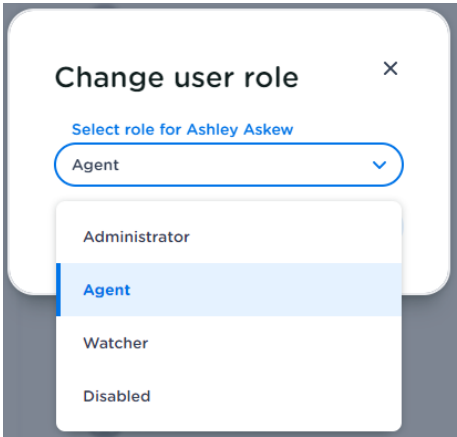 Change user role
Select role for Ashley Askew
Agent
Administrator
Agent
Watcher
Disabled